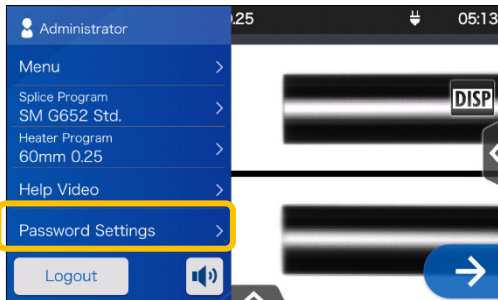 Administrator
.25
05:13
Menu
Splice Program
SM G652 Std.
DISP
Heater Program
60mm 0.25
Help Video
Password Settings
Logout